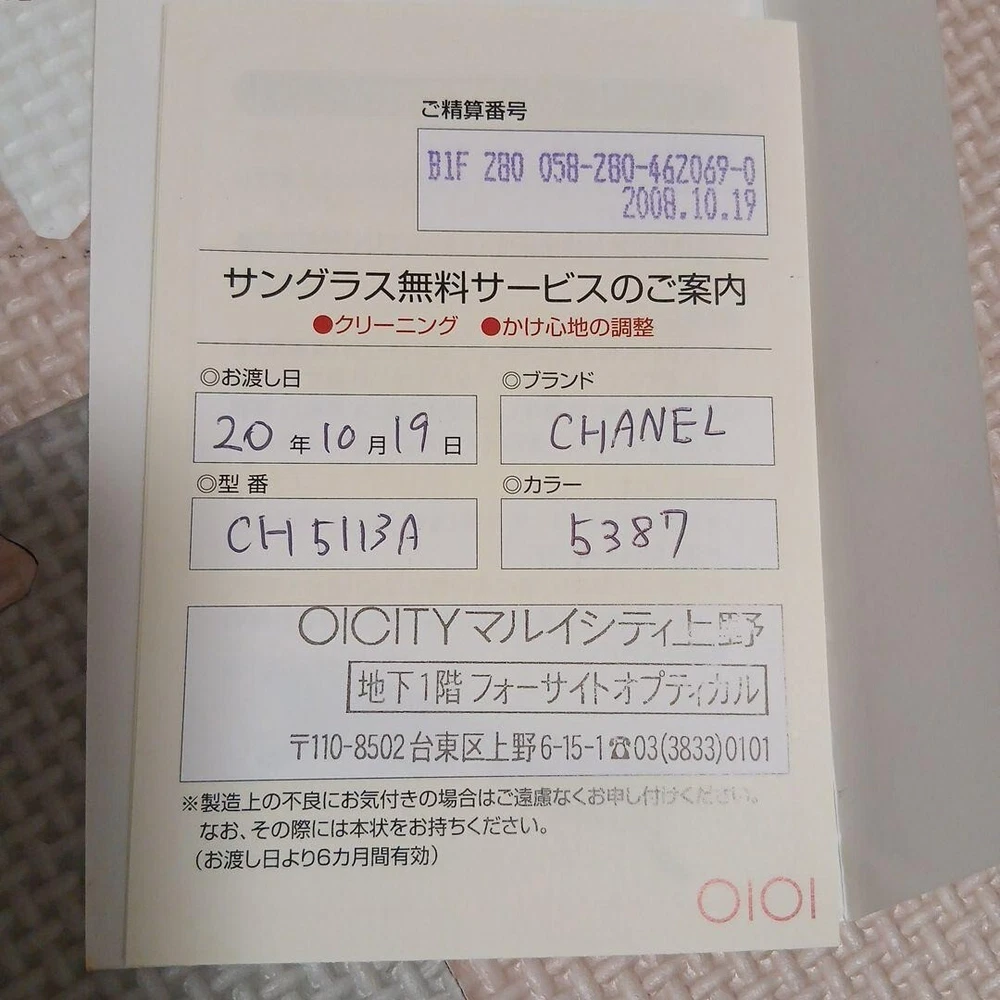 ご精算番号
B1F 280 058-280-462069-0
2008.10.19
サングラス無料サービスのご案内
●クリーニング ●かけ心地の調整
◎お渡し日 ◎ブランド
20年10月19日 CHANEL
◎型番 ◎カラー
CH5113A 5387
OICITYマルイシティ上野
地下1階 フォーサイトオプティカル
〒110-8502 台東区上野6-15-1☎03(3833)0101
※製造上の不良にお気付きの場合はご遠慮なくお申し付けください。
なお、その際には本状をお持ちください。
(お渡し日より6カ月間有効)
OIOI